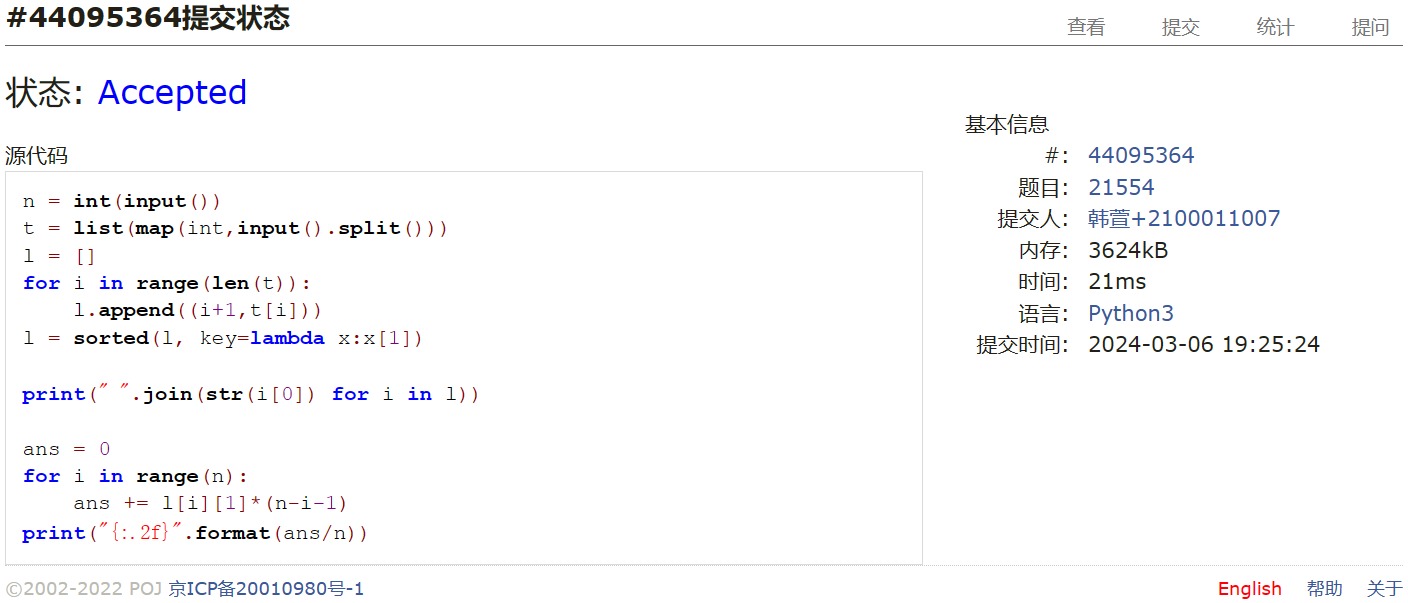 #44095364提交状态
查看 提交 统计 提问
状态: Accepted
源代码
n = int(input())
t = list(map(int,input().split()))
l = []
for i in range(len(t)):
    l.append((i+1,t[i]))
l = sorted(l, key=lambda x:x[1])

print(" ".join(str(i[0]) for i in l))

ans = 0
for i in range(n):
    ans += l[i][1]*(n-i-1)
print("{:.2f}".format(ans/n))
基本信息
#: 44095364
题目: 21554
提交人: 韩萱+2100011007
内存: 3624kB
时间: 21ms
语言: Python3
提交时间: 2024-03-06 19:25:24
©2002-2022 POJ 京ICP备20010980号-1
English 帮助 关于